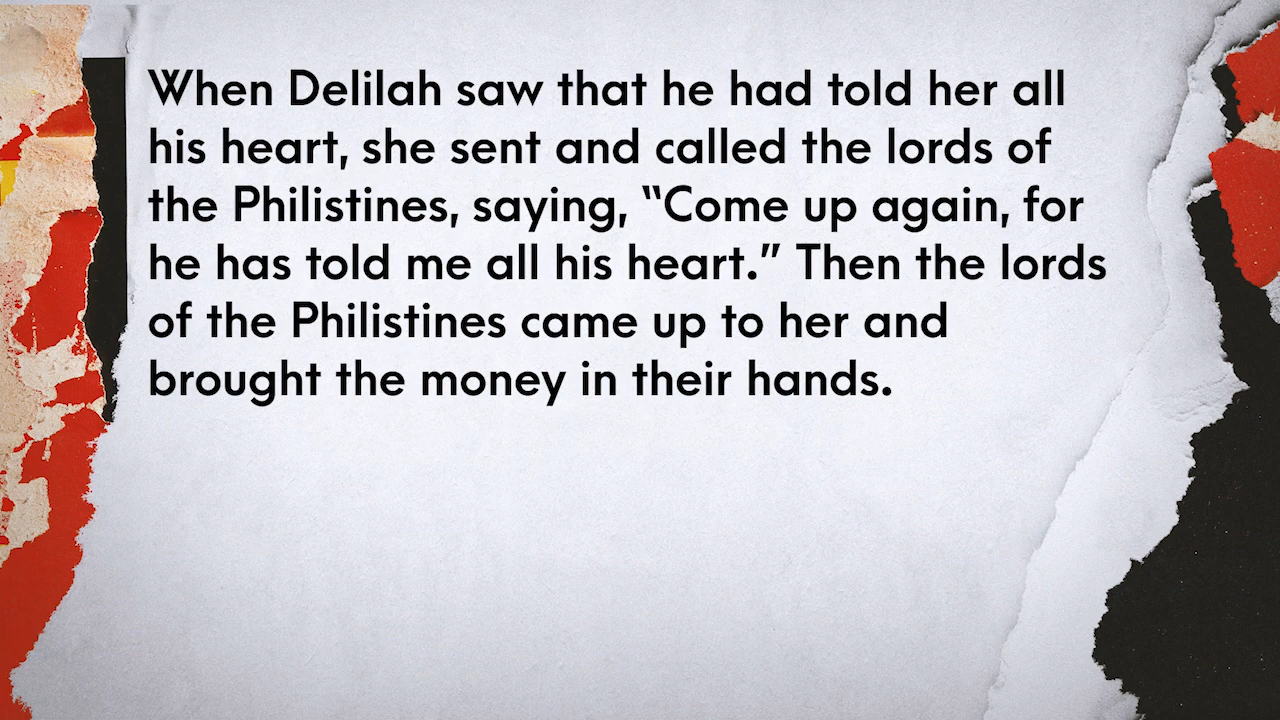 When Delilah saw that he had told her all
his heart, she sent and called the lords of
the Philistines, saying, “Come up again, for
he has told me all his heart.” Then the lords
of the Philistines came up to her and
brought the money in their hands.